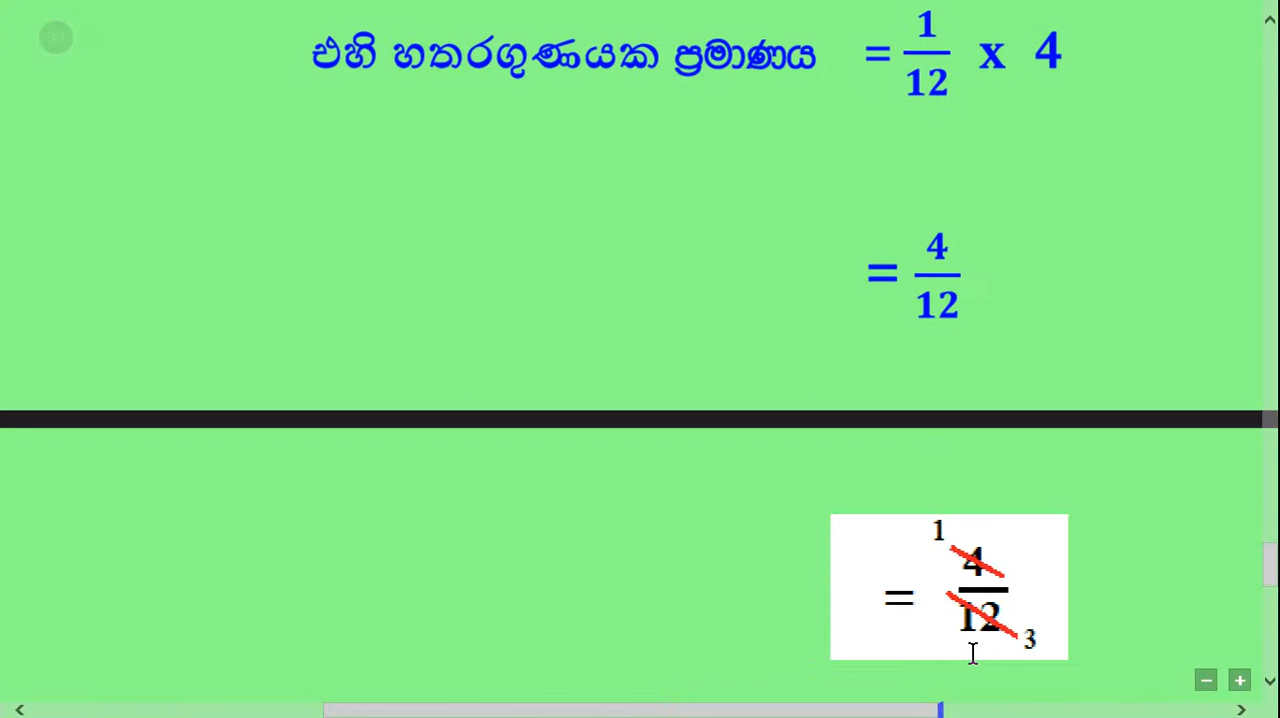 එහි හතරගුණයක ප්‍රමාණය = 1/12 x 4
= 4/12
1
= 4/12
3